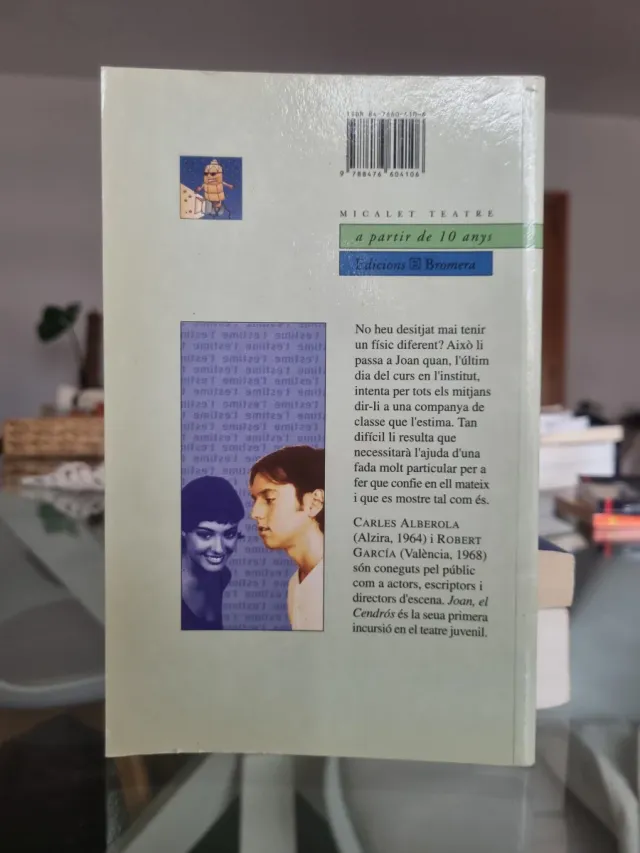 9 788476 604106
MICALET TEATRE
a partir de 10 anys
Edicions Bromera
No heu desitjat mai tenir
un físic diferent? Això li
passa a Joan quan, l'últim
dia del curs en l'institut,
intenta per tots els mitjans
dir-li a una companya de
classe que l'estima. Tan
difícil li resulta que
necessitarà l'ajuda d'una
fada molt particular per a
fer que confie en ell mateix
i que es mostre tal com és.
CARLES ALBEROLA
(Alzira, 1964) i ROBERT
GARCÍA (València, 1968)
són coneguts pel públic
com a actors, escriptors i
directors d'escena. Joan, el
Cendrós és la seua primera
incursió en el teatre juvenil.